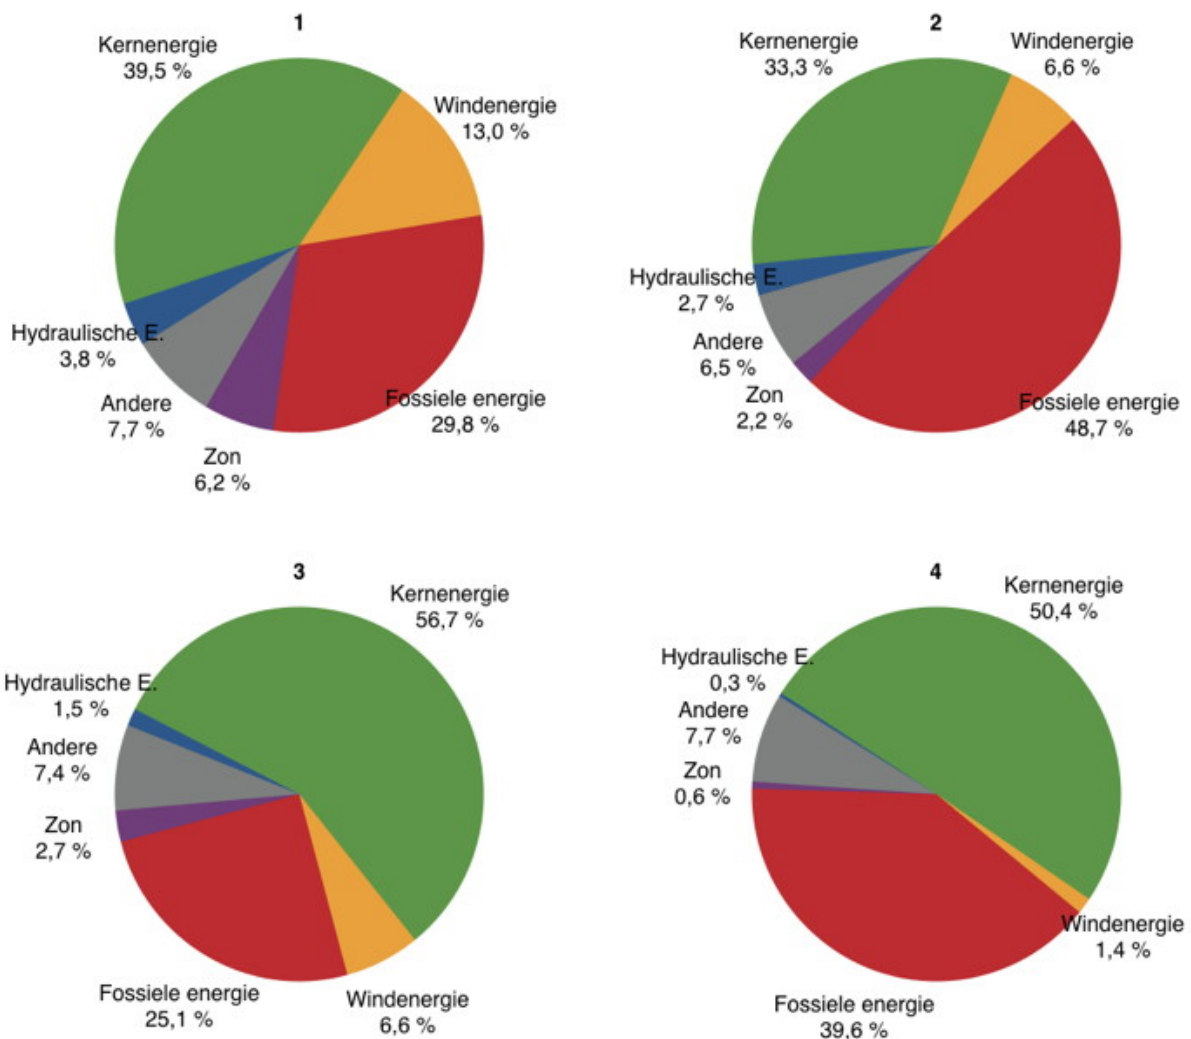 1
Kernenergie
39,5 %
Windenergie
13,0 %
Hydraulische E.
3,8 %
Andere
7,7 %
Zon
6,2 %
Fossiele energie
29,8 %
2
Kernenergie
33,3 %
Windenergie
6,6 %
Hydraulische E.
2,7 %
Andere
6,5 %
Zon
2,2 %
Fossiele energie
48,7 %
3
Kernenergie
56,7 %
Hydraulische E.
1,5 %
Andere
7,4 %
Zon
2,7 %
Fossiele energie
25,1 %
Windenergie
6,6 %
4
Kernenergie
50,4 %
Hydraulische E.
0,3 %
Andere
7,7 %
Zon
0,6 %
Windenergie
1,4 %
Fossiele energie
39,6 %